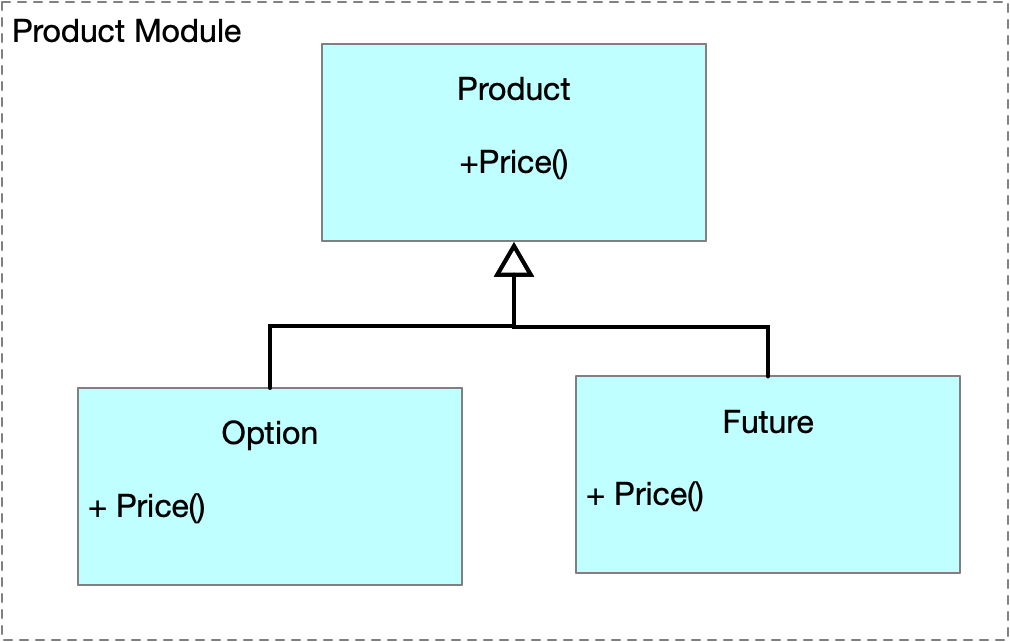 Product Module
Product
+Price()
Option
+ Price()
Future
+ Price()